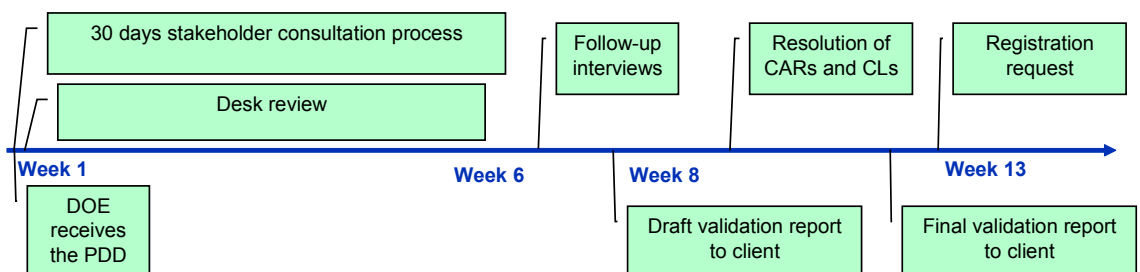 30 days stakeholder consultation process
Follow-up
interviews
Resolution of
CARs and CLs
Registration
request
Desk review
Week 1
Week 6
Week 8
Week 13
DOE
receives
the PDD
Draft validation report
to client
Final validation report
to client